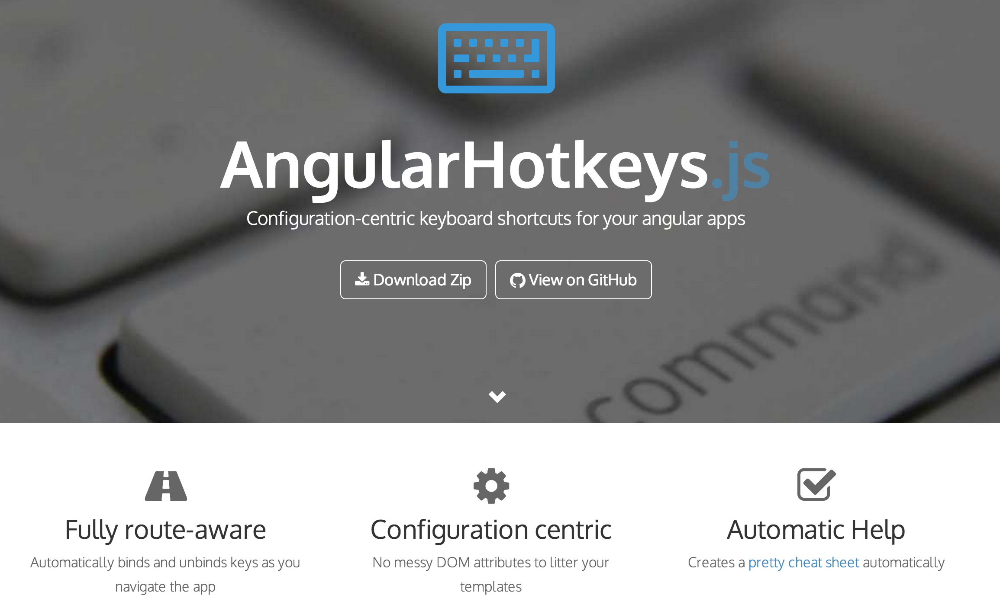 AngularHotkeys.js
Configuration-centric keyboard shortcuts for your angular apps
Download Zip
View on GitHub
command
Fully route-aware
Automatically binds and unbinds keys as you
navigate the app
Configuration centric
No messy DOM attributes to litter your
templates
Automatic Help
Creates a pretty cheat sheet automatically